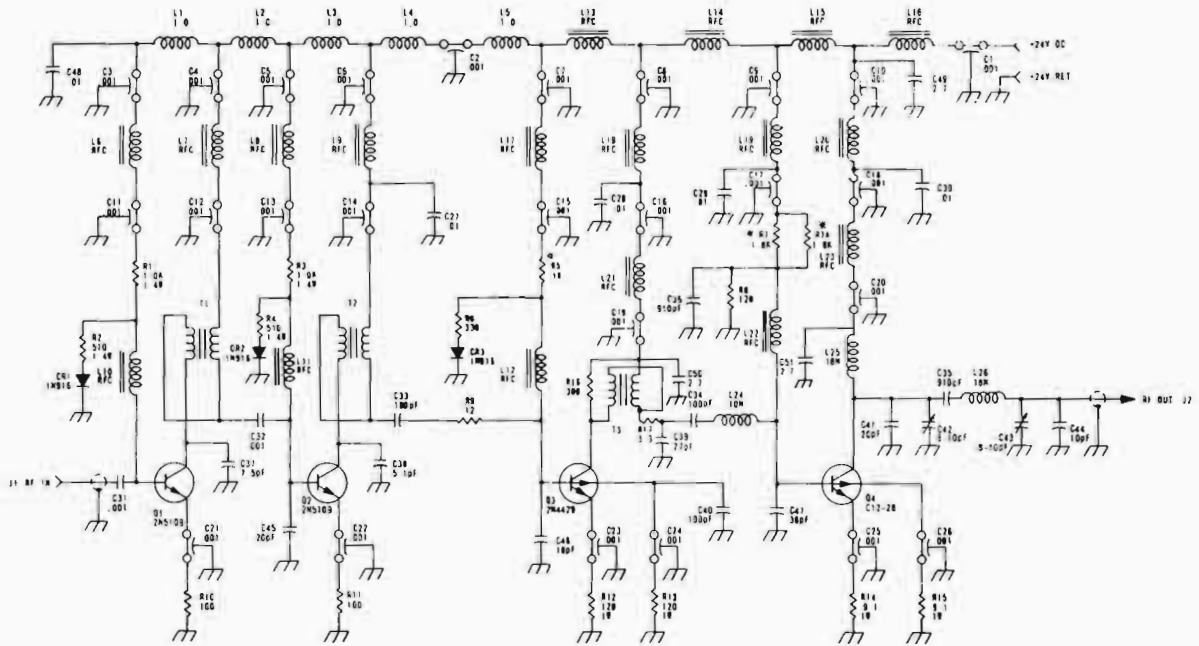 L1
1.0
L2
1.0
L3
1.0
L4
1.0
L5
1.0
L13
RFC
L14
RFC
L15
RFC
L16
RFC
+24V DC
+24V RET
C48
.01
C3
.001
C4
.001
C5
.001
C6
.001
C2
.001
C7
.001
C8
.001
C9
.001
C10
.001
C49
2.7
C1
.001
L6
RFC
L7
RFC
L8
RFC
L9
RFC
L17
RFC
L18
RFC
L19
RFC
L20
RFC
C11
.001
C12
.001
C13
.001
C14
.001
C27
.01
C15
.001
C28
.01
C16
.001
C29
.01
C17
.001
C18
.001
C30
.01
R1
1.0K
1/4W
R3
1.0K
1/4W
L21
RFC
L23
RFC
R2
510
1/4W
CR1
1N916
L10
RFC
T1
R4
510
1/4W
CR2
1N916
L11
RFC
T2
R6
330
CR3
1N916
L12
RFC
C19
.001
C36
910pF
R8
120
L22
RFC
C20
.001
C51
2.7
L25
18N
R16
300
T3
C50
2.7
C34
100pF
L24
10N
C39
27pF
C33
100pF
R9
12
C32
.001
C37
7.5pF
C38
5.1pF
C35
910pF
L26
18N
RF OUT J2
C41
20pF
C42
C43
C44
10pF
J1 RF IN
C31
.001
Q1
2N5109
Q2
2N5109
Q3
2N4429
Q4
C12-28
C40
100pF
C47
36pF
C21
.001
C45
20pF
C22
.001
C46
18pF
C23
.001
C24
.001
C25
.001
C26
.001
R10
100
R11
100
R12
120
1W
R13
120
1W
R14
9.1
1W
R15
9.1
1W